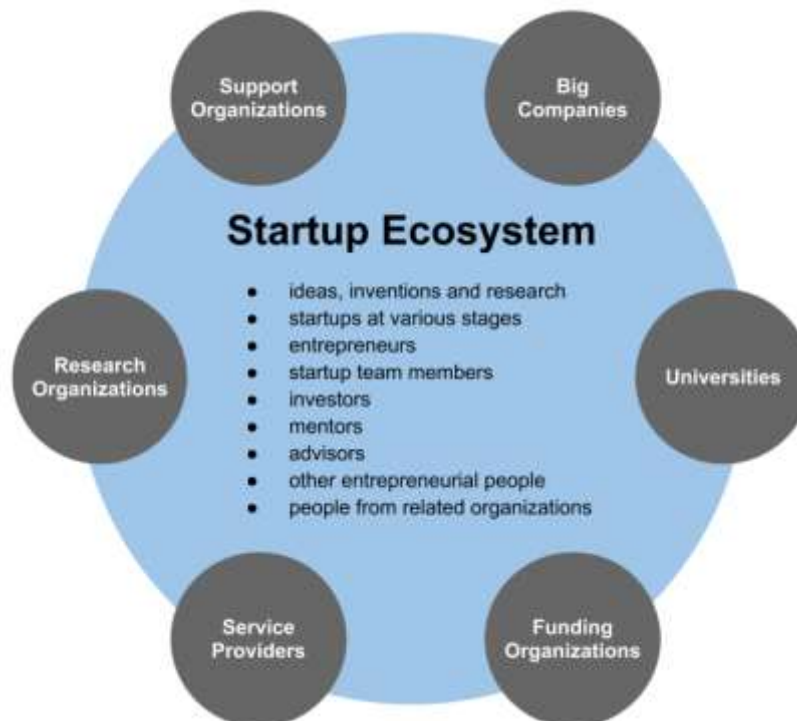 Support
Organizations
Big
Companies
Startup Ecosystem
● ideas, inventions and research
● startups at various stages
● entrepreneurs
● startup team members
● investors
● mentors
● advisors
● other entrepreneurial people
● people from related organizations
Research
Organizations
Universities
Service
Providers
Funding
Organizations